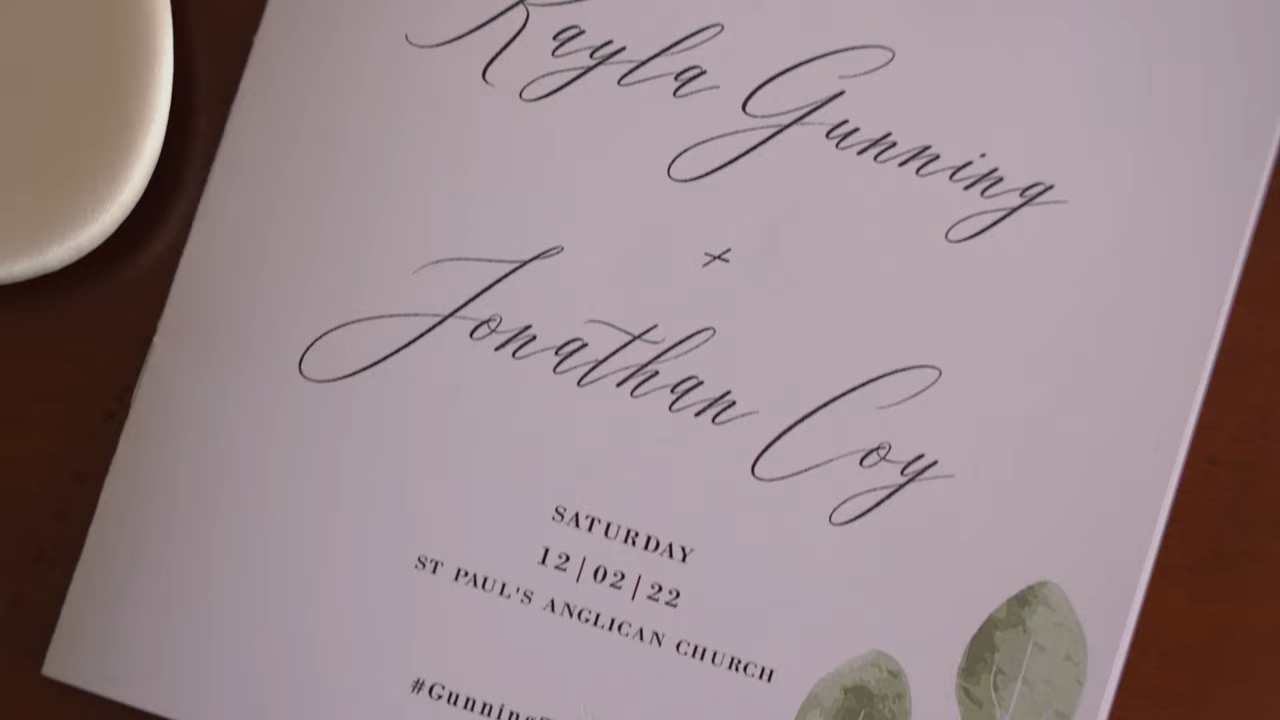 Kayla Gunning
+
Jonathan Coy
SATURDAY
12|02|22
ST PAUL'S ANGLICAN CHURCH